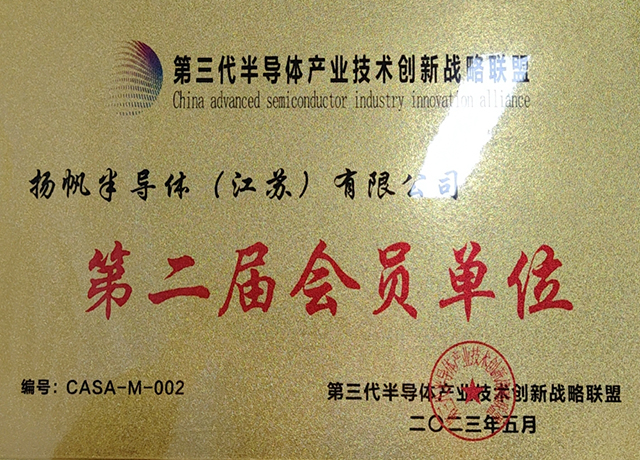 第三代半导体产业技术创新战略联盟
China advanced semiconductor industry innovation alliance
扬帆半导体（江苏）有限公司
第二届会员单位
编号：CASA-M-002
第三代半导体产业技术创新战略联盟
二〇二三年五月